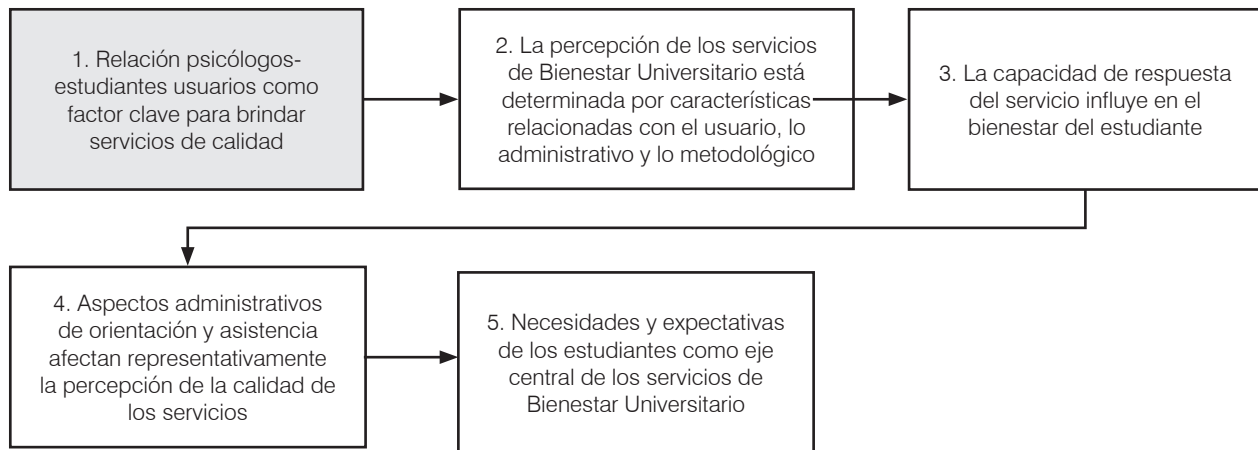 1. Relación psicólogos-
estudiantes usuarios como
factor clave para brindar
servicios de calidad
2. La percepción de los servicios
de Bienestar Universitario está
determinada por características
relacionadas con el usuario, lo
administrativo y lo metodológico
3. La capacidad de respuesta
del servicio influye en el
bienestar del estudiante
4. Aspectos administrativos
de orientación y asistencia
afectan representativamente
la percepción de la calidad de
los servicios
5. Necesidades y expectativas
de los estudiantes como eje
central de los servicios de
Bienestar Universitario